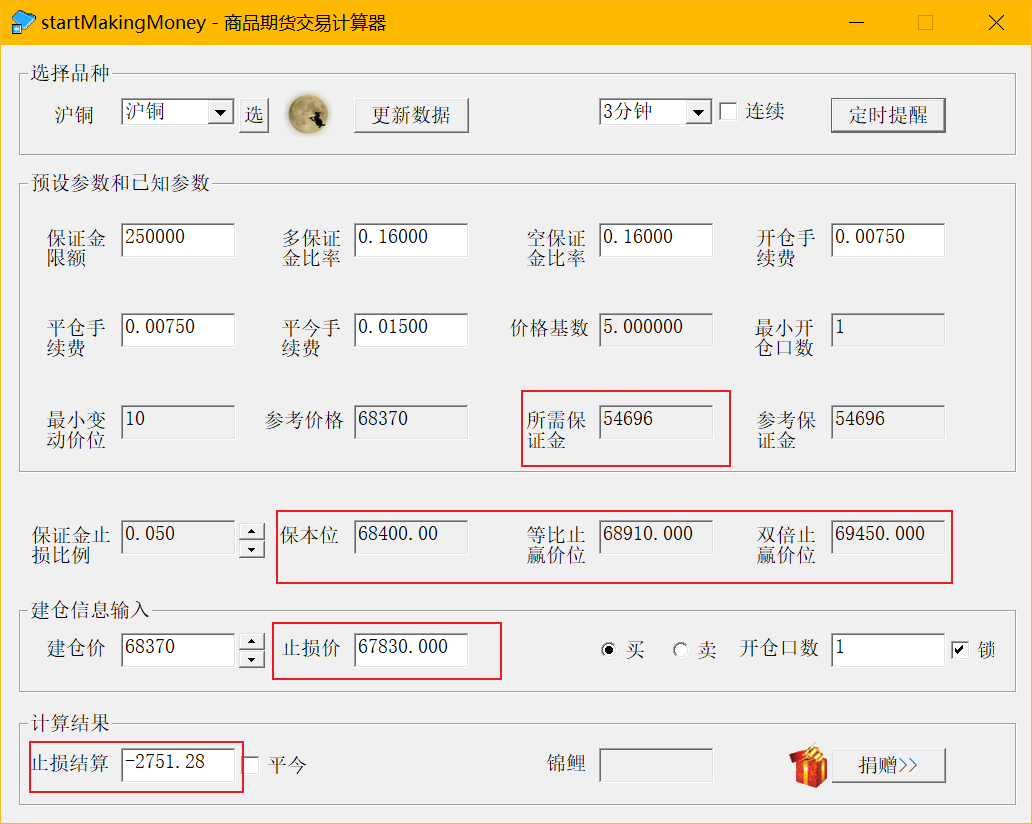 startMakingMoney - 商品期货交易计算器
选择品种
沪铜 沪铜 选 更新数据 3分钟 连续 定时提醒
预设参数和已知参数
保证金限额 250000 多保证金比率 0.16000 空保证金比率 0.16000 开仓手续费 0.00750
平仓手续费 0.00750 平今手续费 0.01500 价格基数 5.000000 最小开仓口数 1
最小变动价位 10 参考价格 68370 所需保证金 54696 参考保证金 54696
保证金止损比例 0.050 保本位 68400.00 等比止赢价位 68910.000 双倍止赢价位 69450.000
建仓信息输入
建仓价 68370 止损价 67830.000 买 卖 开仓口数 1 锁
计算结果
止损结算 -2751.28 平今 锦鲤 捐赠>>